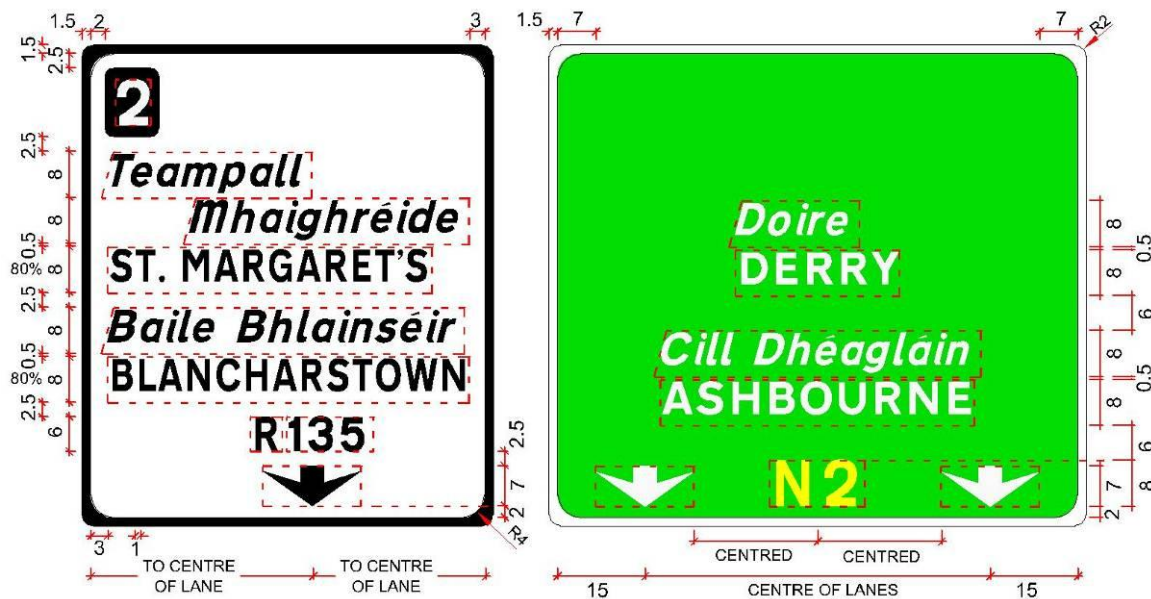 1.5 2 3
1.5
2.5
2
2.5
Teampall
8
Mhaighréide
8
0.5
ST. MARGARET'S
80% 8
2.5
Baile Bhlainséir
8
0.5
BLANCHARSTOWN
80% 8
2.5
R135
6
2.5
7
2
R4
3 1
TO CENTRE
OF LANE
TO CENTRE
OF LANE
1.5 7 7
R2
Doire
8
0.5
DERRY
8
6
Cill Dhéagláin
8
0.5
ASHBOURNE
8
6
N2
7 8
2
CENTRED CENTRED
15 CENTRE OF LANES 15